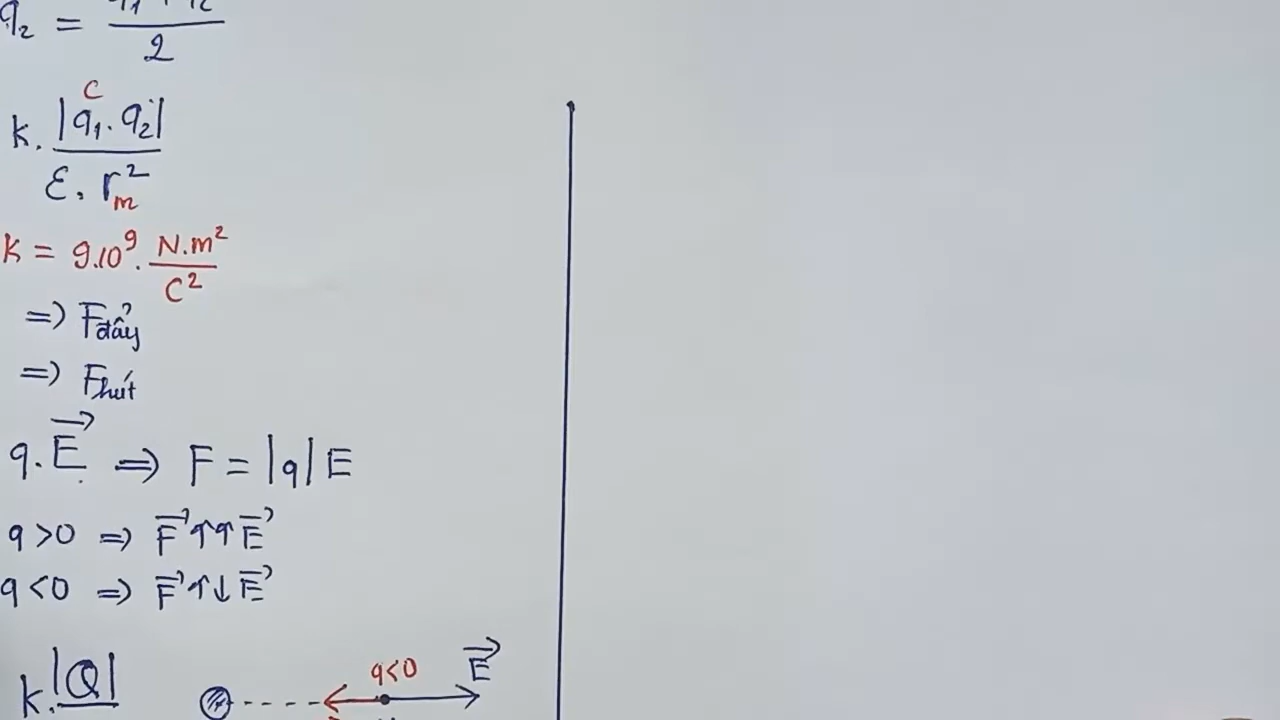 q₂ = —— / 2
k. |q₁.q₂| / ε.r² C m
k = 9.10⁹. N.m² / C²
=> Fđẩy
=> Fhút
q.E⃗ => F = |q| E
q>0 => F⃗ ↑↑ E⃗
q<0 => F⃗ ↑↓ E⃗
k.|Q|
q<0 E⃗